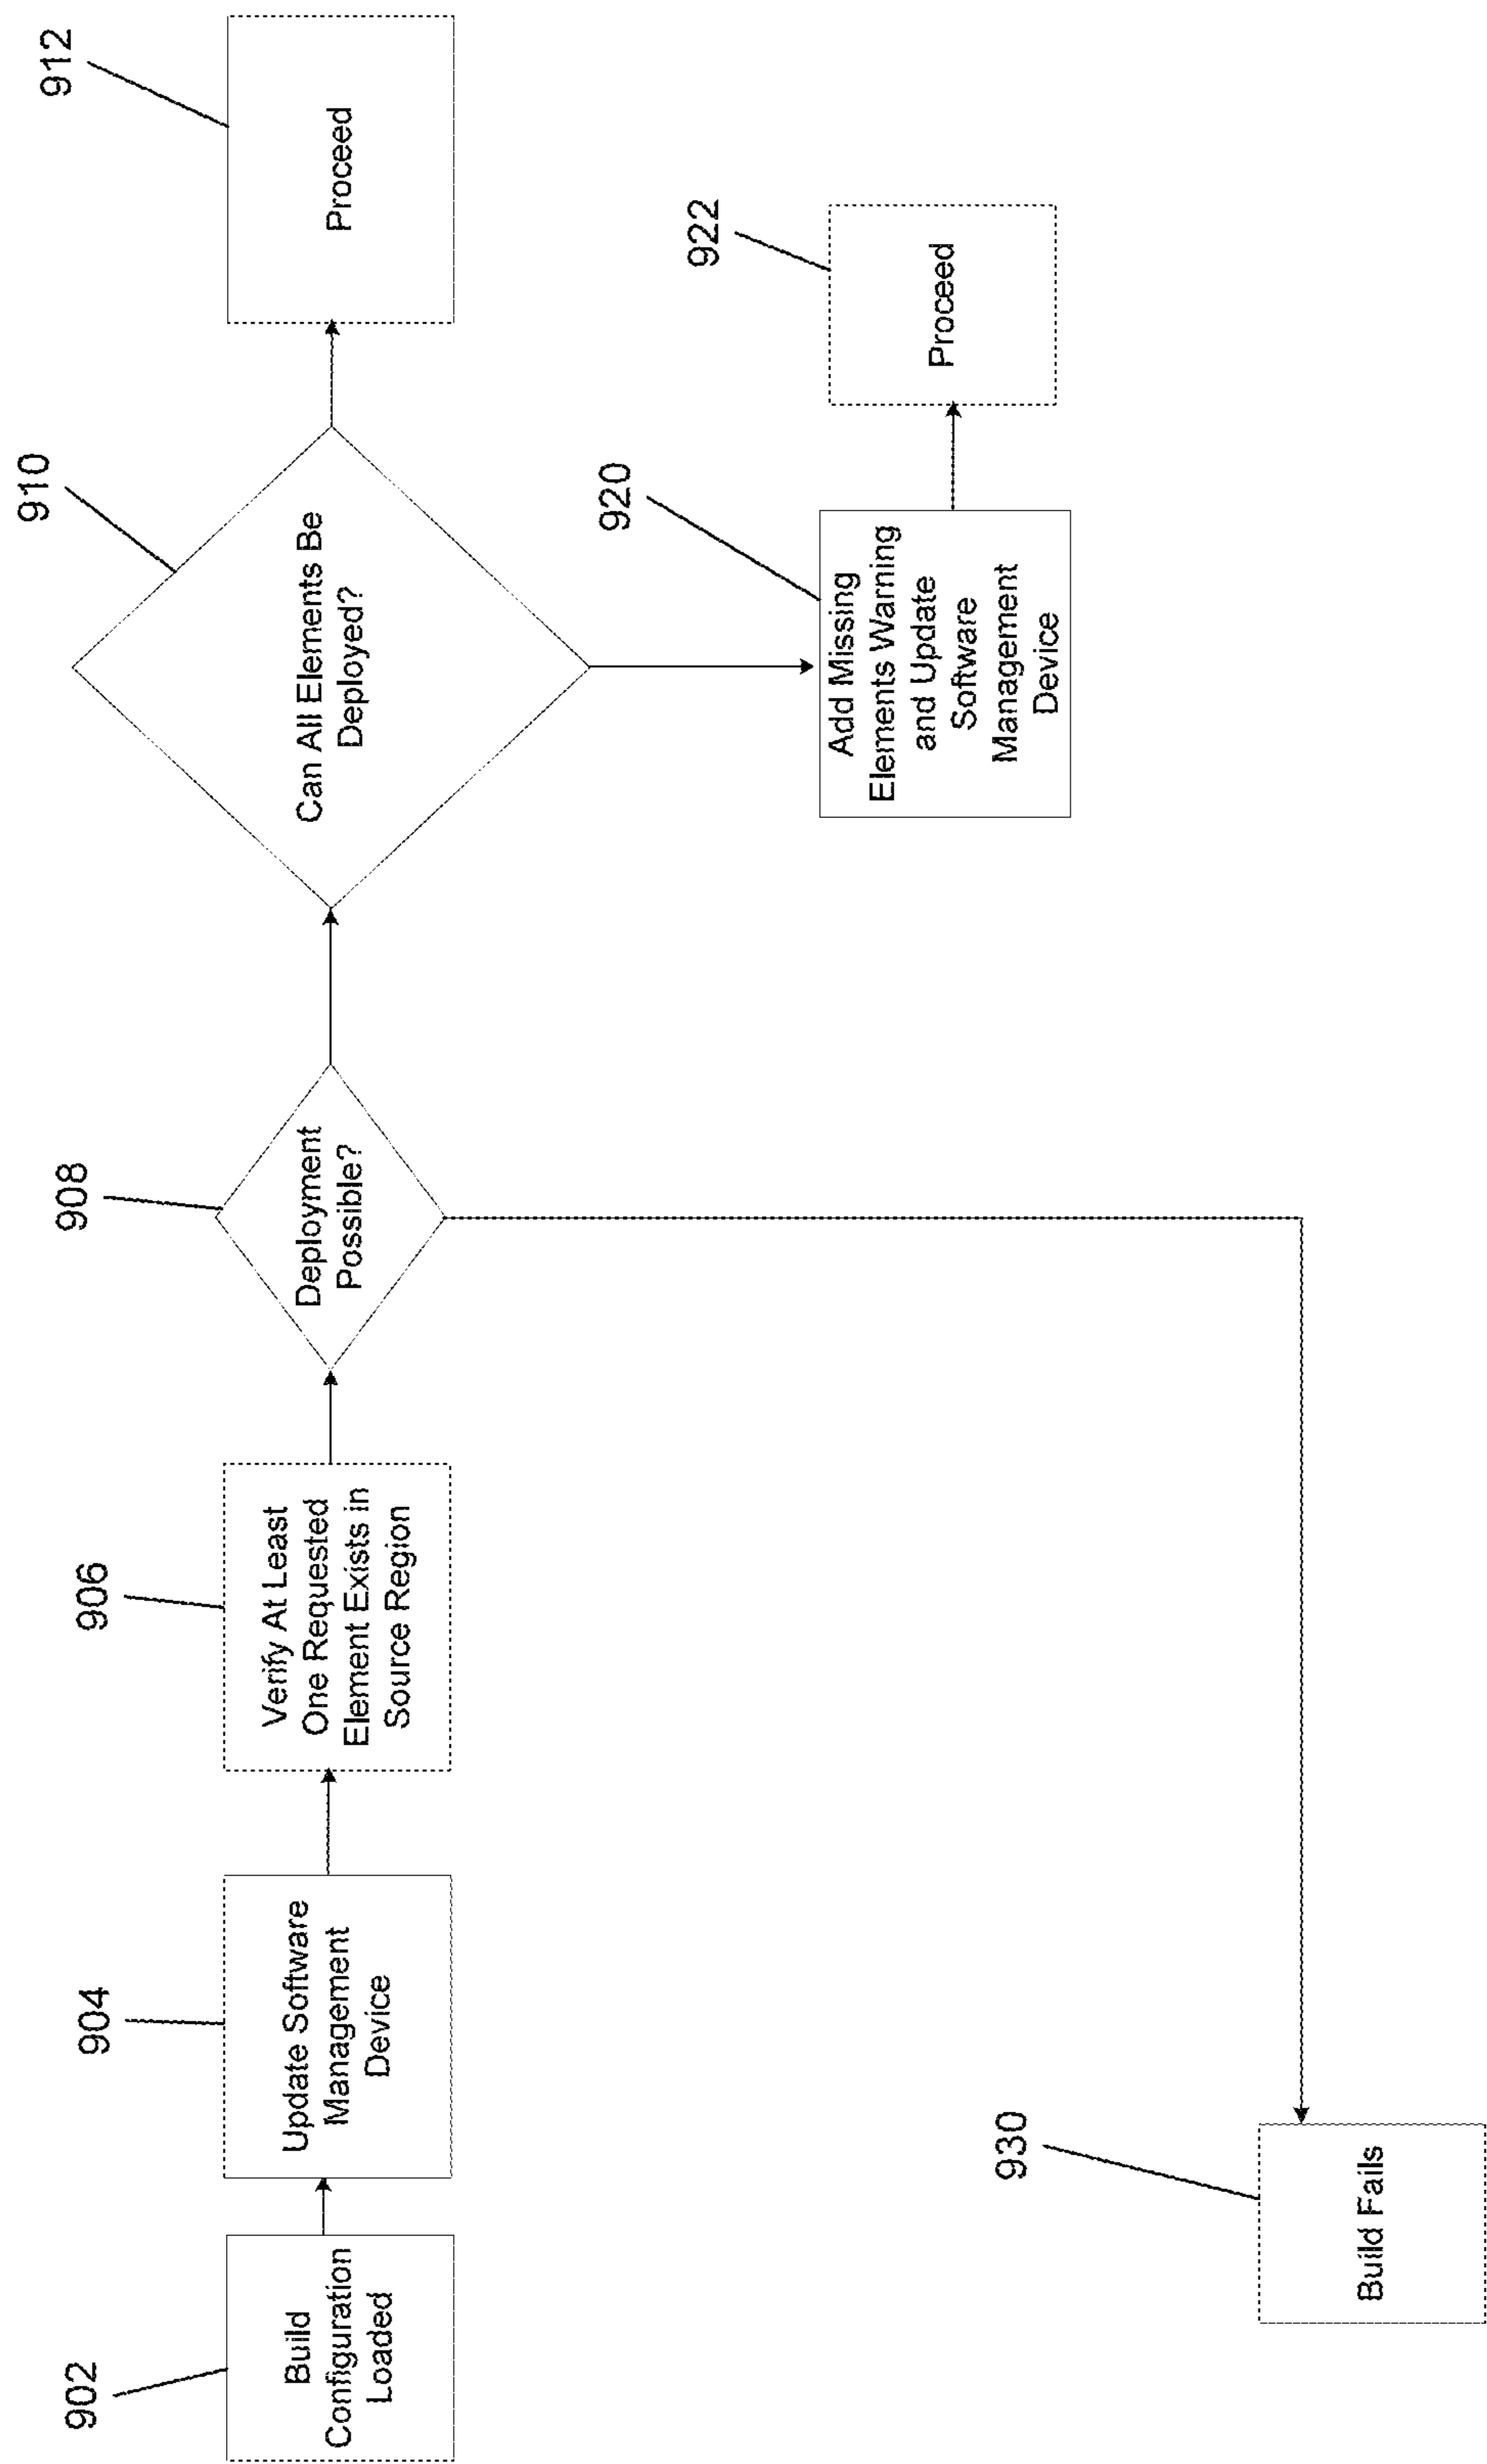 902
Build
Configuration
Loaded
904
Update Software
Management
Device
906
Verify At Least
One Requested
Element Exists in
Source Region
908
Deployment
Possible?
910
Can All Elements Be
Deployed?
912
Proceed
920
Add Missing
Elements Warning
and Update
Software
Management
Device
922
Proceed
930
Build Fails